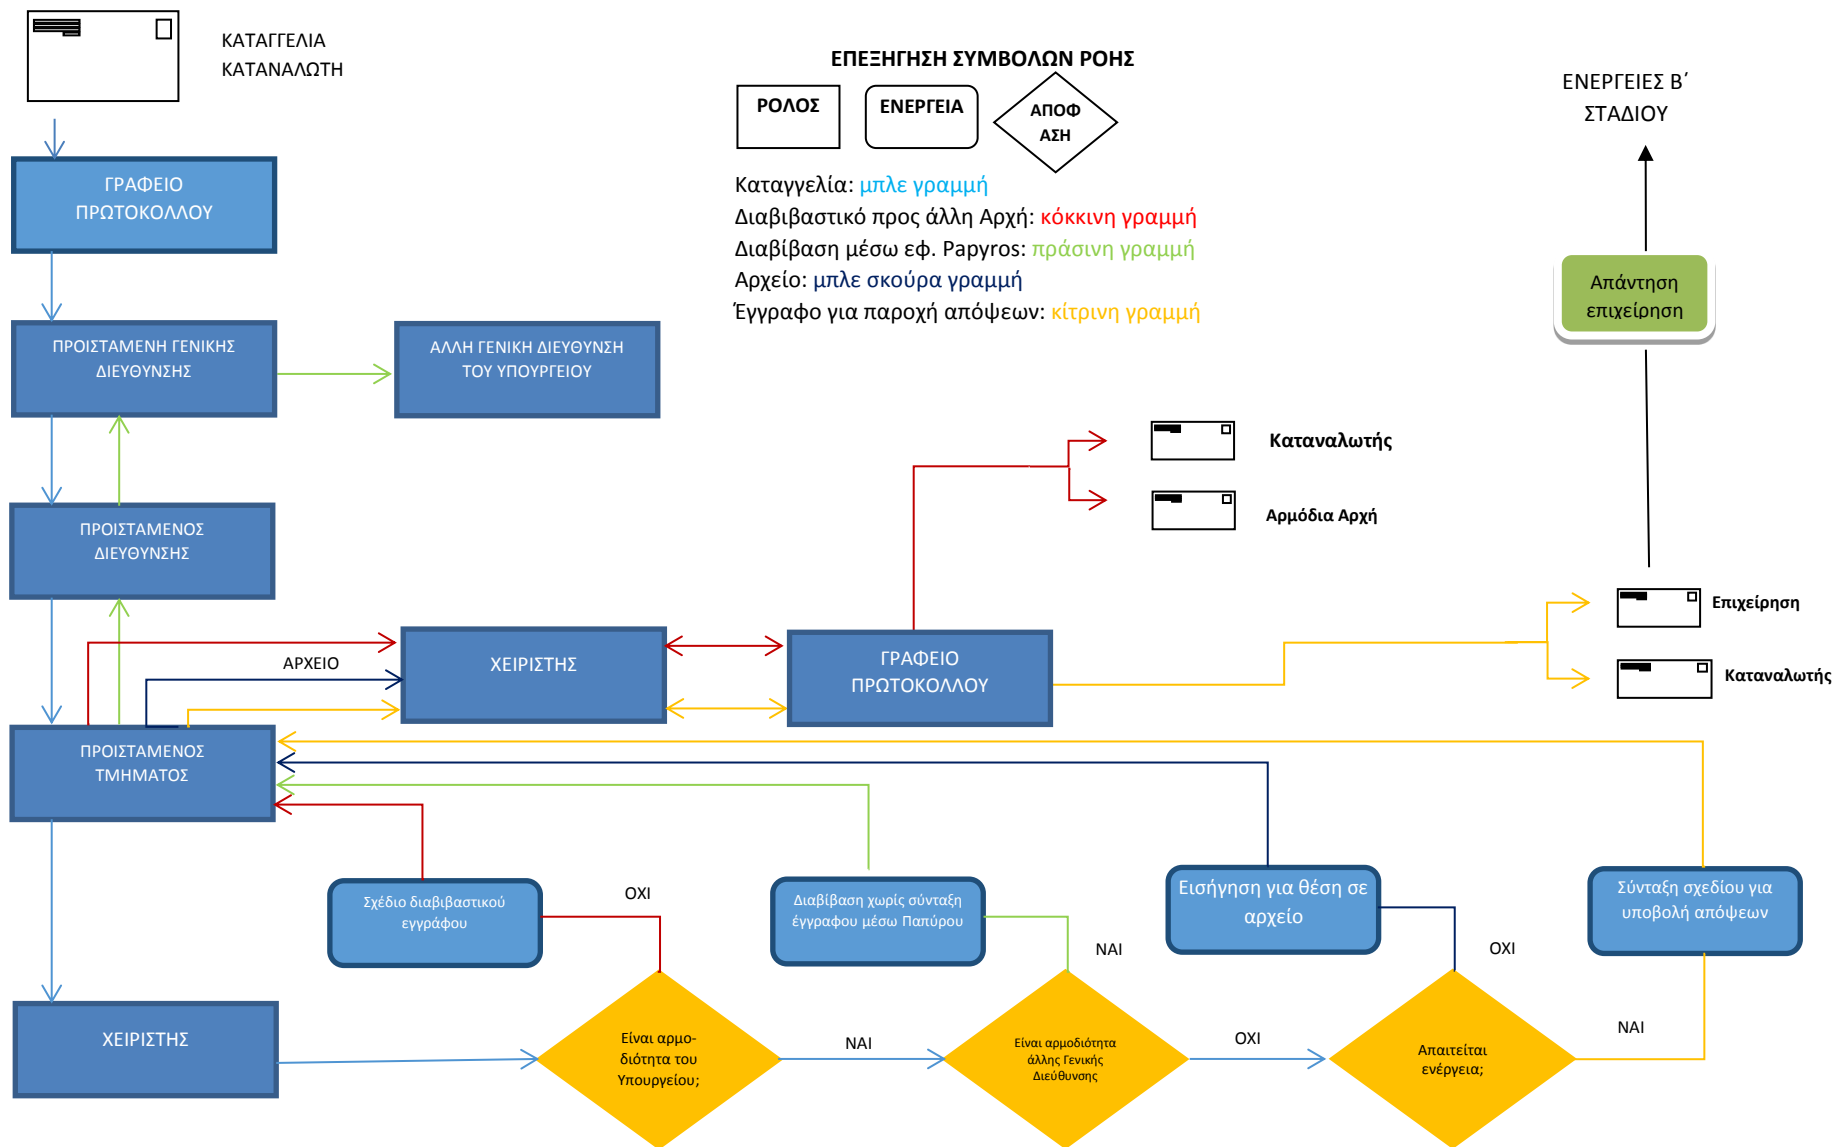 ΚΑΤΑΓΓΕΛΙΑ
ΚΑΤΑΝΑΛΩΤΗ
ΕΠΕΞΗΓΗΣΗ ΣΥΜΒΟΛΩΝ ΡΟΗΣ
ΡΟΛΟΣ
ΕΝΕΡΓΕΙΑ
ΑΠΟΦ
ΑΣΗ
Καταγγελία: μπλε γραμμή
Διαβιβαστικό προς άλλη Αρχή: κόκκινη γραμμή
Διαβίβαση μέσω εφ. Papyros: πράσινη γραμμή
Αρχείο: μπλε σκούρα γραμμή
Έγγραφο για παροχή απόψεων: κίτρινη γραμμή
ΕΝΕΡΓΕΙΕΣ Β΄
ΣΤΑΔΙΟΥ
ΓΡΑΦΕΙΟ
ΠΡΩΤΟΚΟΛΛΟΥ
Απάντηση
επιχείρηση
ΠΡΟΙΣΤΑΜΕΝΗ ΓΕΝΙΚΗΣ
ΔΙΕΥΘΥΝΣΗΣ
ΑΛΛΗ ΓΕΝΙΚΗ ΔΙΕΥΘΥΝΣΗ
ΤΟΥ ΥΠΟΥΡΓΕΙΟΥ
Καταναλωτής
Αρμόδια Αρχή
ΠΡΟΙΣΤΑΜΕΝΟΣ
ΔΙΕΥΘΥΝΣΗΣ
Επιχείρηση
Καταναλωτής
ΑΡΧΕΙΟ
ΧΕΙΡΙΣΤΗΣ
ΓΡΑΦΕΙΟ
ΠΡΩΤΟΚΟΛΛΟΥ
ΠΡΟΙΣΤΑΜΕΝΟΣ
ΤΜΗΜΑΤΟΣ
Σχέδιο διαβιβαστικού
εγγράφου
ΟΧΙ
Διαβίβαση χωρίς σύνταξη
έγγραφου μέσω Παπύρου
ΝΑΙ
Εισήγηση για θέση σε
αρχείο
ΟΧΙ
Σύνταξη σχεδίου για
υποβολή απόψεων
ΧΕΙΡΙΣΤΗΣ
Είναι αρμο-
διότητα του
Υπουργείου;
ΝΑΙ
Είναι αρμοδιότητα
άλλης Γενικής
Διεύθυνσης
ΟΧΙ
Απαιτείται
ενέργεια;
ΝΑΙ